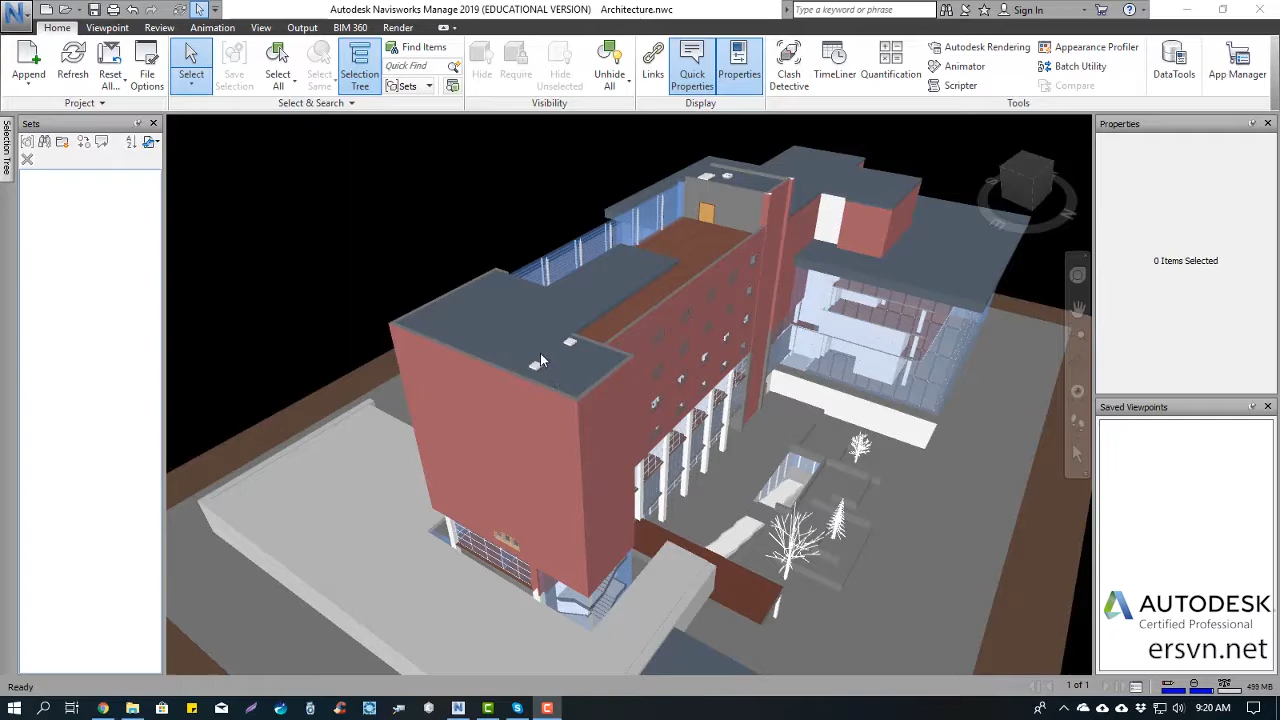 Autodesk Navisworks Manage 2019 (EDUCATIONAL VERSION) Architecture.nwc
Type a keyword or phrase
Sign In
Home Viewpoint Review Animation View Output BIM 360 Render
Append
Refresh
Reset All...
File Options
Project
Select
Save Selection
Select All
Select Same
Selection Tree
Find Items
Quick Find
Sets
Select & Search
Hide
Require
Hide Unselected
Unhide All
Visibility
Links
Quick Properties
Properties
Display
Clash Detective
TimeLiner
Quantification
Autodesk Rendering
Animator
Scripter
Appearance Profiler
Batch Utility
Compare
Tools
DataTools
App Manager
Selection Tree
Sets
Properties
0 Items Selected
Saved Viewpoints
AUTODESK
Certified Professional
ersvn.net
Ready
1 of 1
499 MB
9:20 AM